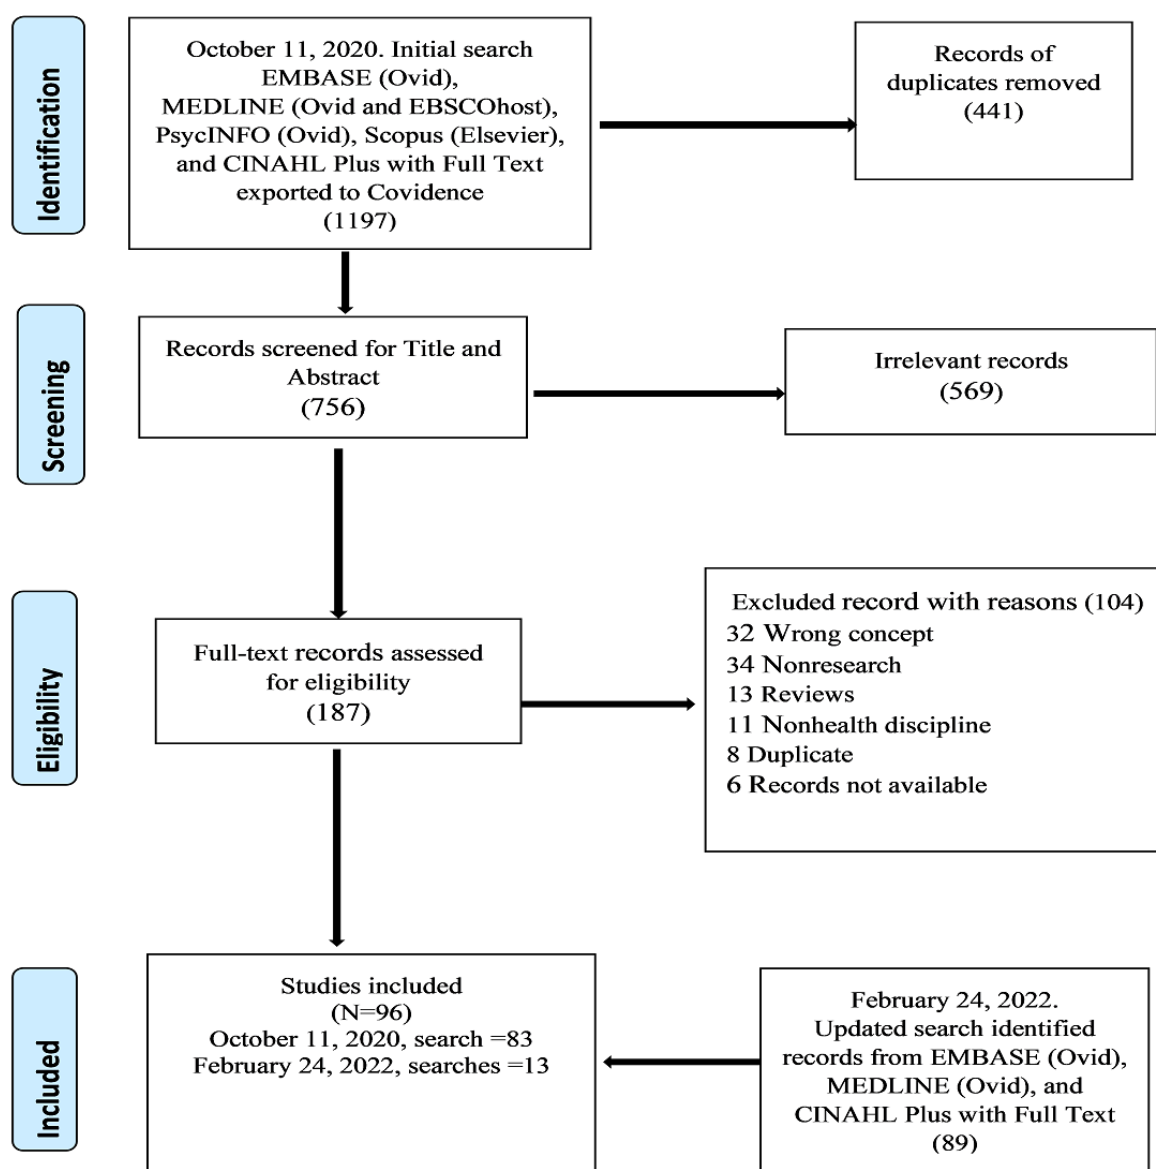 Identification
October 11, 2020. Initial search
EMBASE (Ovid),
MEDLINE (Ovid and EBSCOhost),
PsycINFO (Ovid), Scopus (Elsevier),
and CINAHL Plus with Full Text
exported to Covidence
(1197)
Records of
duplicates removed
(441)
Screening
Records screened for Title and
Abstract
(756)
Irrelevant records
(569)
Eligibility
Full-text records assessed
for eligibility
(187)
Excluded record with reasons (104)
32 Wrong concept
34 Nonresearch
13 Reviews
11 Nonhealth discipline
8 Duplicate
6 Records not available
Included
Studies included
(N=96)
October 11, 2020, search =83
February 24, 2022, searches =13
February 24, 2022.
Updated search identified
records from EMBASE (Ovid),
MEDLINE (Ovid), and
CINAHL Plus with Full Text
(89)